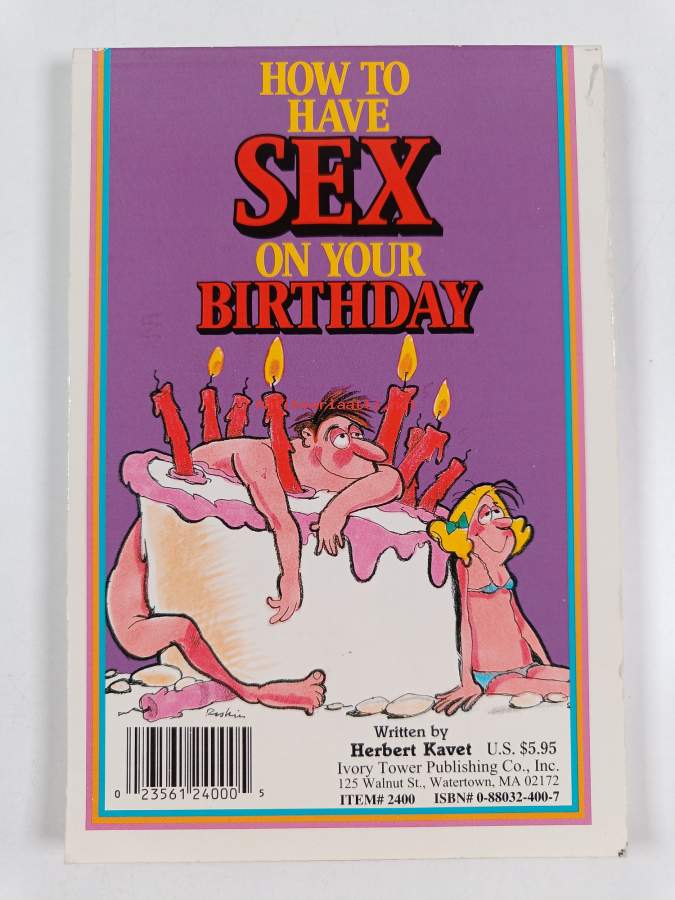 HOW TO
HAVE
SEX
ON YOUR
BIRTHDAY
Written by
Herbert Kavet U.S. $5.95
Ivory Tower Publishing Co., Inc.
125 Walnut St., Watertown, MA 02172
ITEM# 2400 ISBN# 0-88032-400-7
0 23561 24000 5